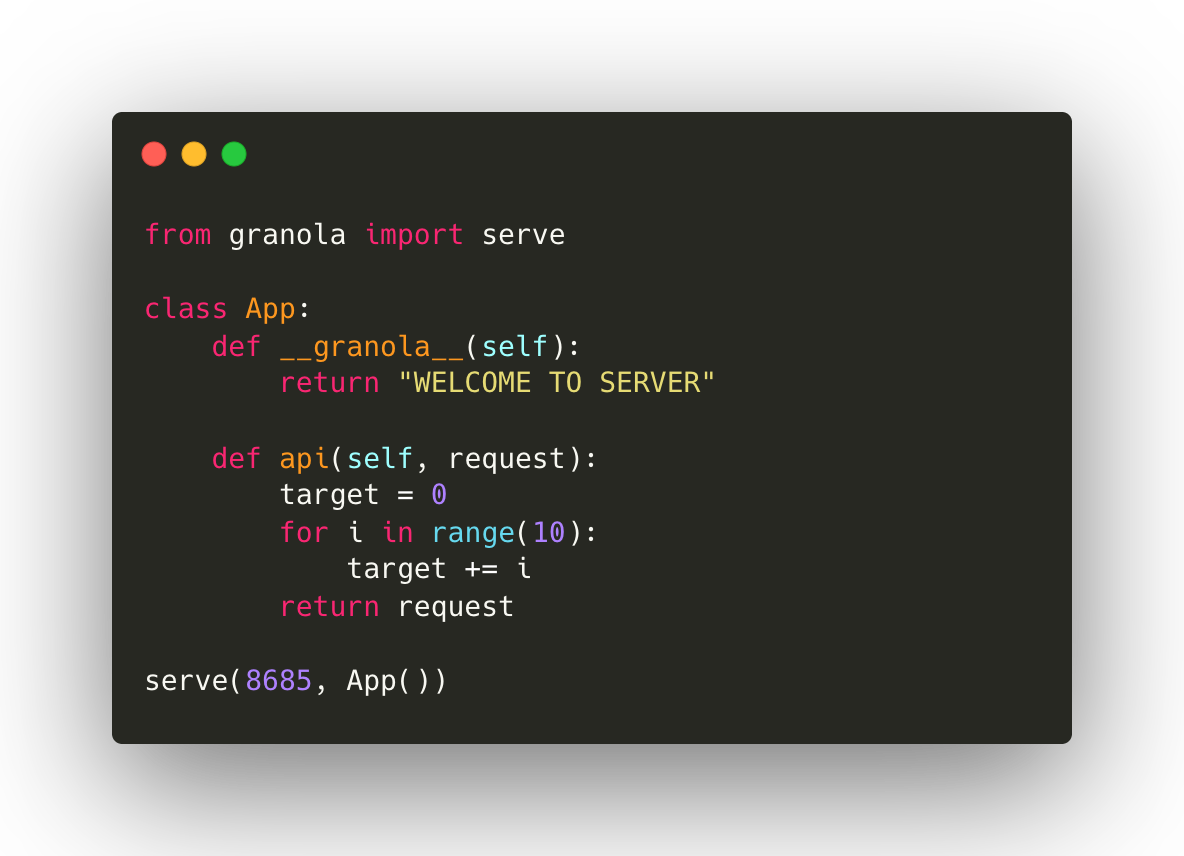 from granola import serve
class App:
    def __granola__(self):
        return "WELCOME TO SERVER"
    def api(self, request):
        target = 0
        for i in range(10):
            target += i
        return request
serve(8685, App())